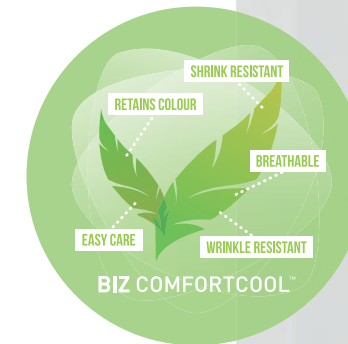 SHRINK RESISTANT
RETAINS COLOUR
BREATHABLE
EASY CARE
WRINKLE RESISTANT
BIZ COMFORTCOOL™